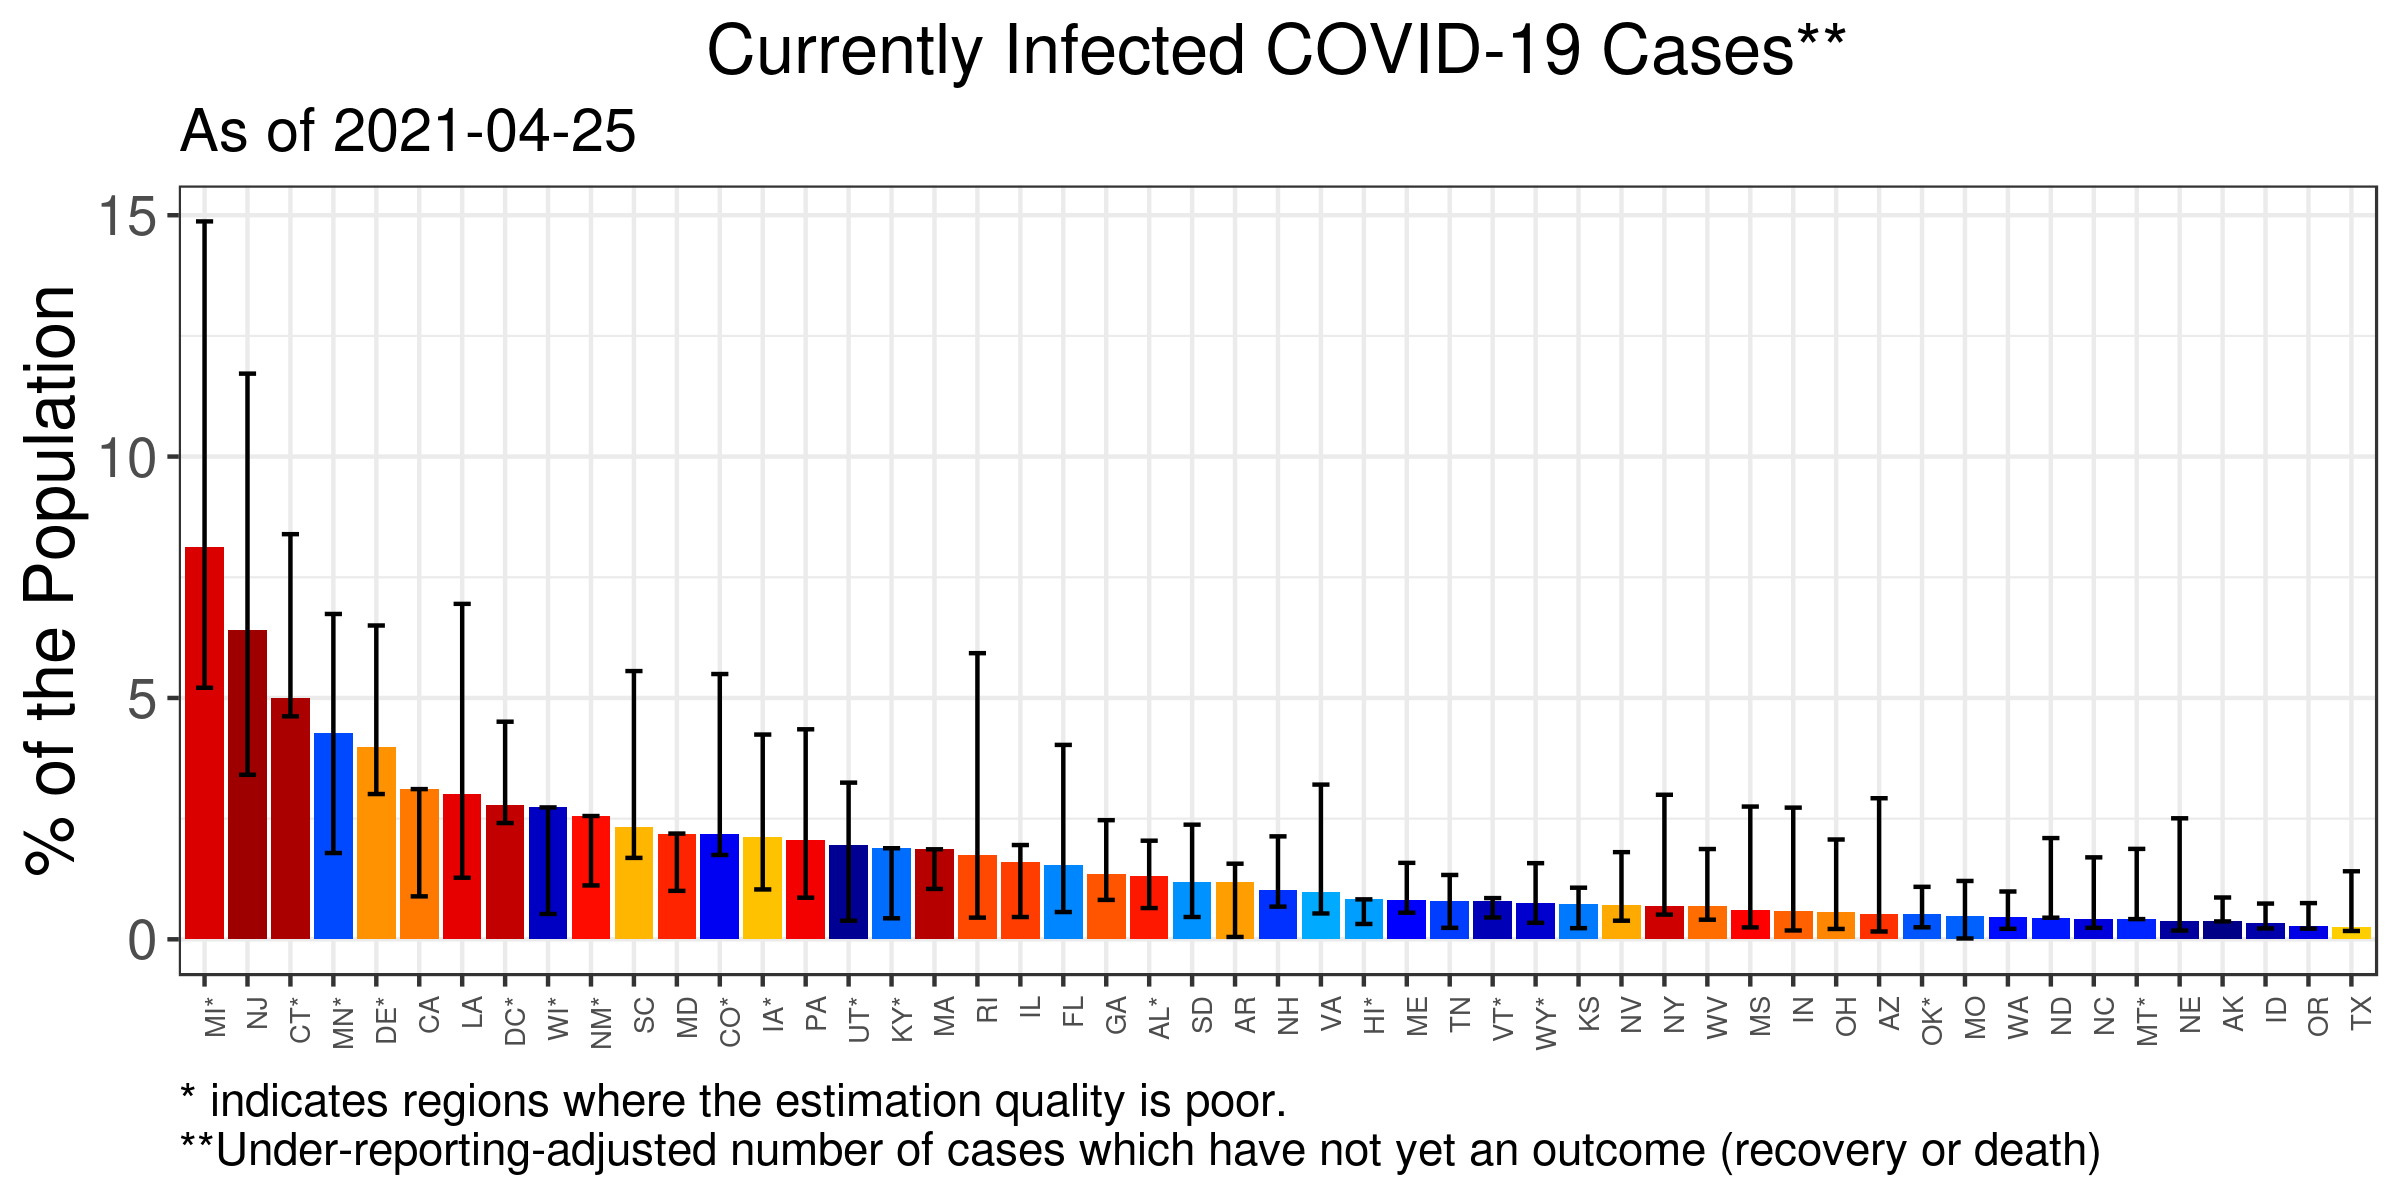 Currently Infected COVID-19 Cases**
As of 2021-04-25
% of the Population
15
10
5
0
MI* NJ CT* MN* DE* CA LA DC* WI* NM* SC MD CO* IA* PA UT* KY* MA RI IL FL GA AL* SD AR NH VA HI* ME TN VT* WY* KS NV NY WV MS IN OH AZ OK* MO WA ND NC MT* NE AK ID OR TX
* indicates regions where the estimation quality is poor.
**Under-reporting-adjusted number of cases which have not yet an outcome (recovery or death)